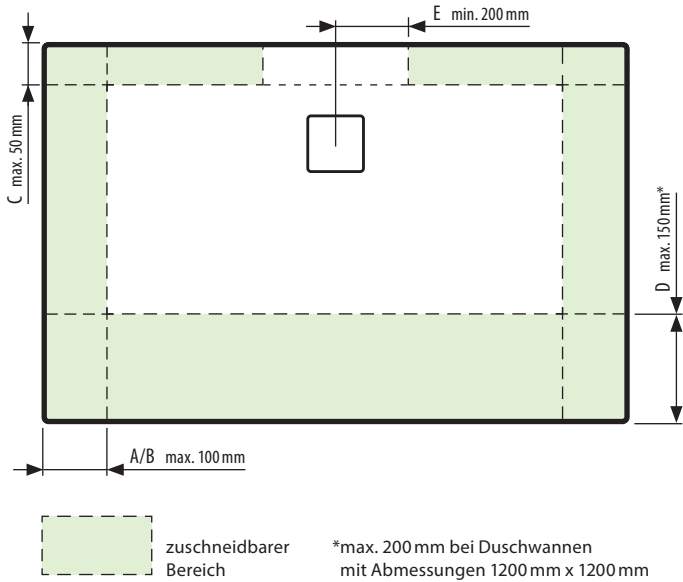 E min. 200 mm
C max. 50 mm
D max. 150 mm*
A/B max. 100 mm
zuschneidbarer
Bereich
*max. 200 mm bei Duschwannen
mit Abmessungen 1200 mm x 1200 mm